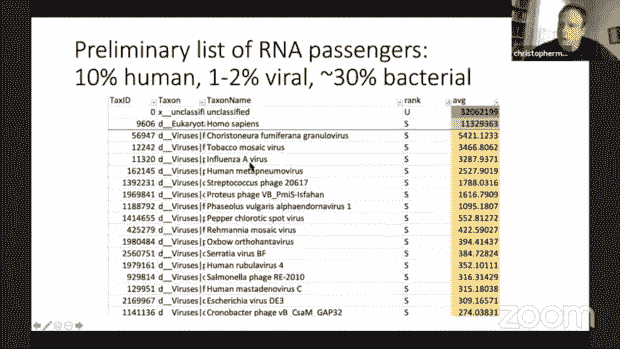 christopherm...
Preliminary list of RNA passengers:
10% human, 1-2% viral, ~30% bacterial
TaxID Taxon TaxonName rank avg
0 x__unclassifi unclassified U 32062199
9606 d__Eukaryot Homo sapiens S 11329363
56947 d__Viruses|f Choristoneura fumiferana granulovirus S 5421.1233
12242 d__Viruses|f Tobacco mosaic virus S 3466.8062
11320 d__Viruses|p Influenza A virus S 3287.9371
162145 d__Viruses|p Human metapneumovirus S 2527.9019
1392231 d__Viruses|g Streptococcus phage 20617 S 1788.0316
1969841 d__Viruses|c Proteus phage VB_PmiS-Isfahan S 1616.7909
1188792 d__Viruses|f Phaseolus vulgaris alphaendornavirus 1 S 1095.1807
1414655 d__Viruses|f Pepper chlorotic spot virus S 552.81272
425279 d__Viruses|f Rehmannia mosaic virus S 422.59027
1980484 d__Viruses|g Oxbow orthohantavirus S 394.41437
2560751 d__Viruses|c Serratia virus BF S 384.72824
1979161 d__Viruses|p Human rubulavirus 4 S 352.10111
929814 d__Viruses|c Salmonella phage RE-2010 S 316.31429
129951 d__Viruses|f Human mastadenovirus C S 315.18038
2169967 d__Viruses|c Escherichia virus DE3 S 309.16571
1141136 d__Viruses|c Cronobacter phage vB_CsaM_GAP32 S 274.03831
zoom